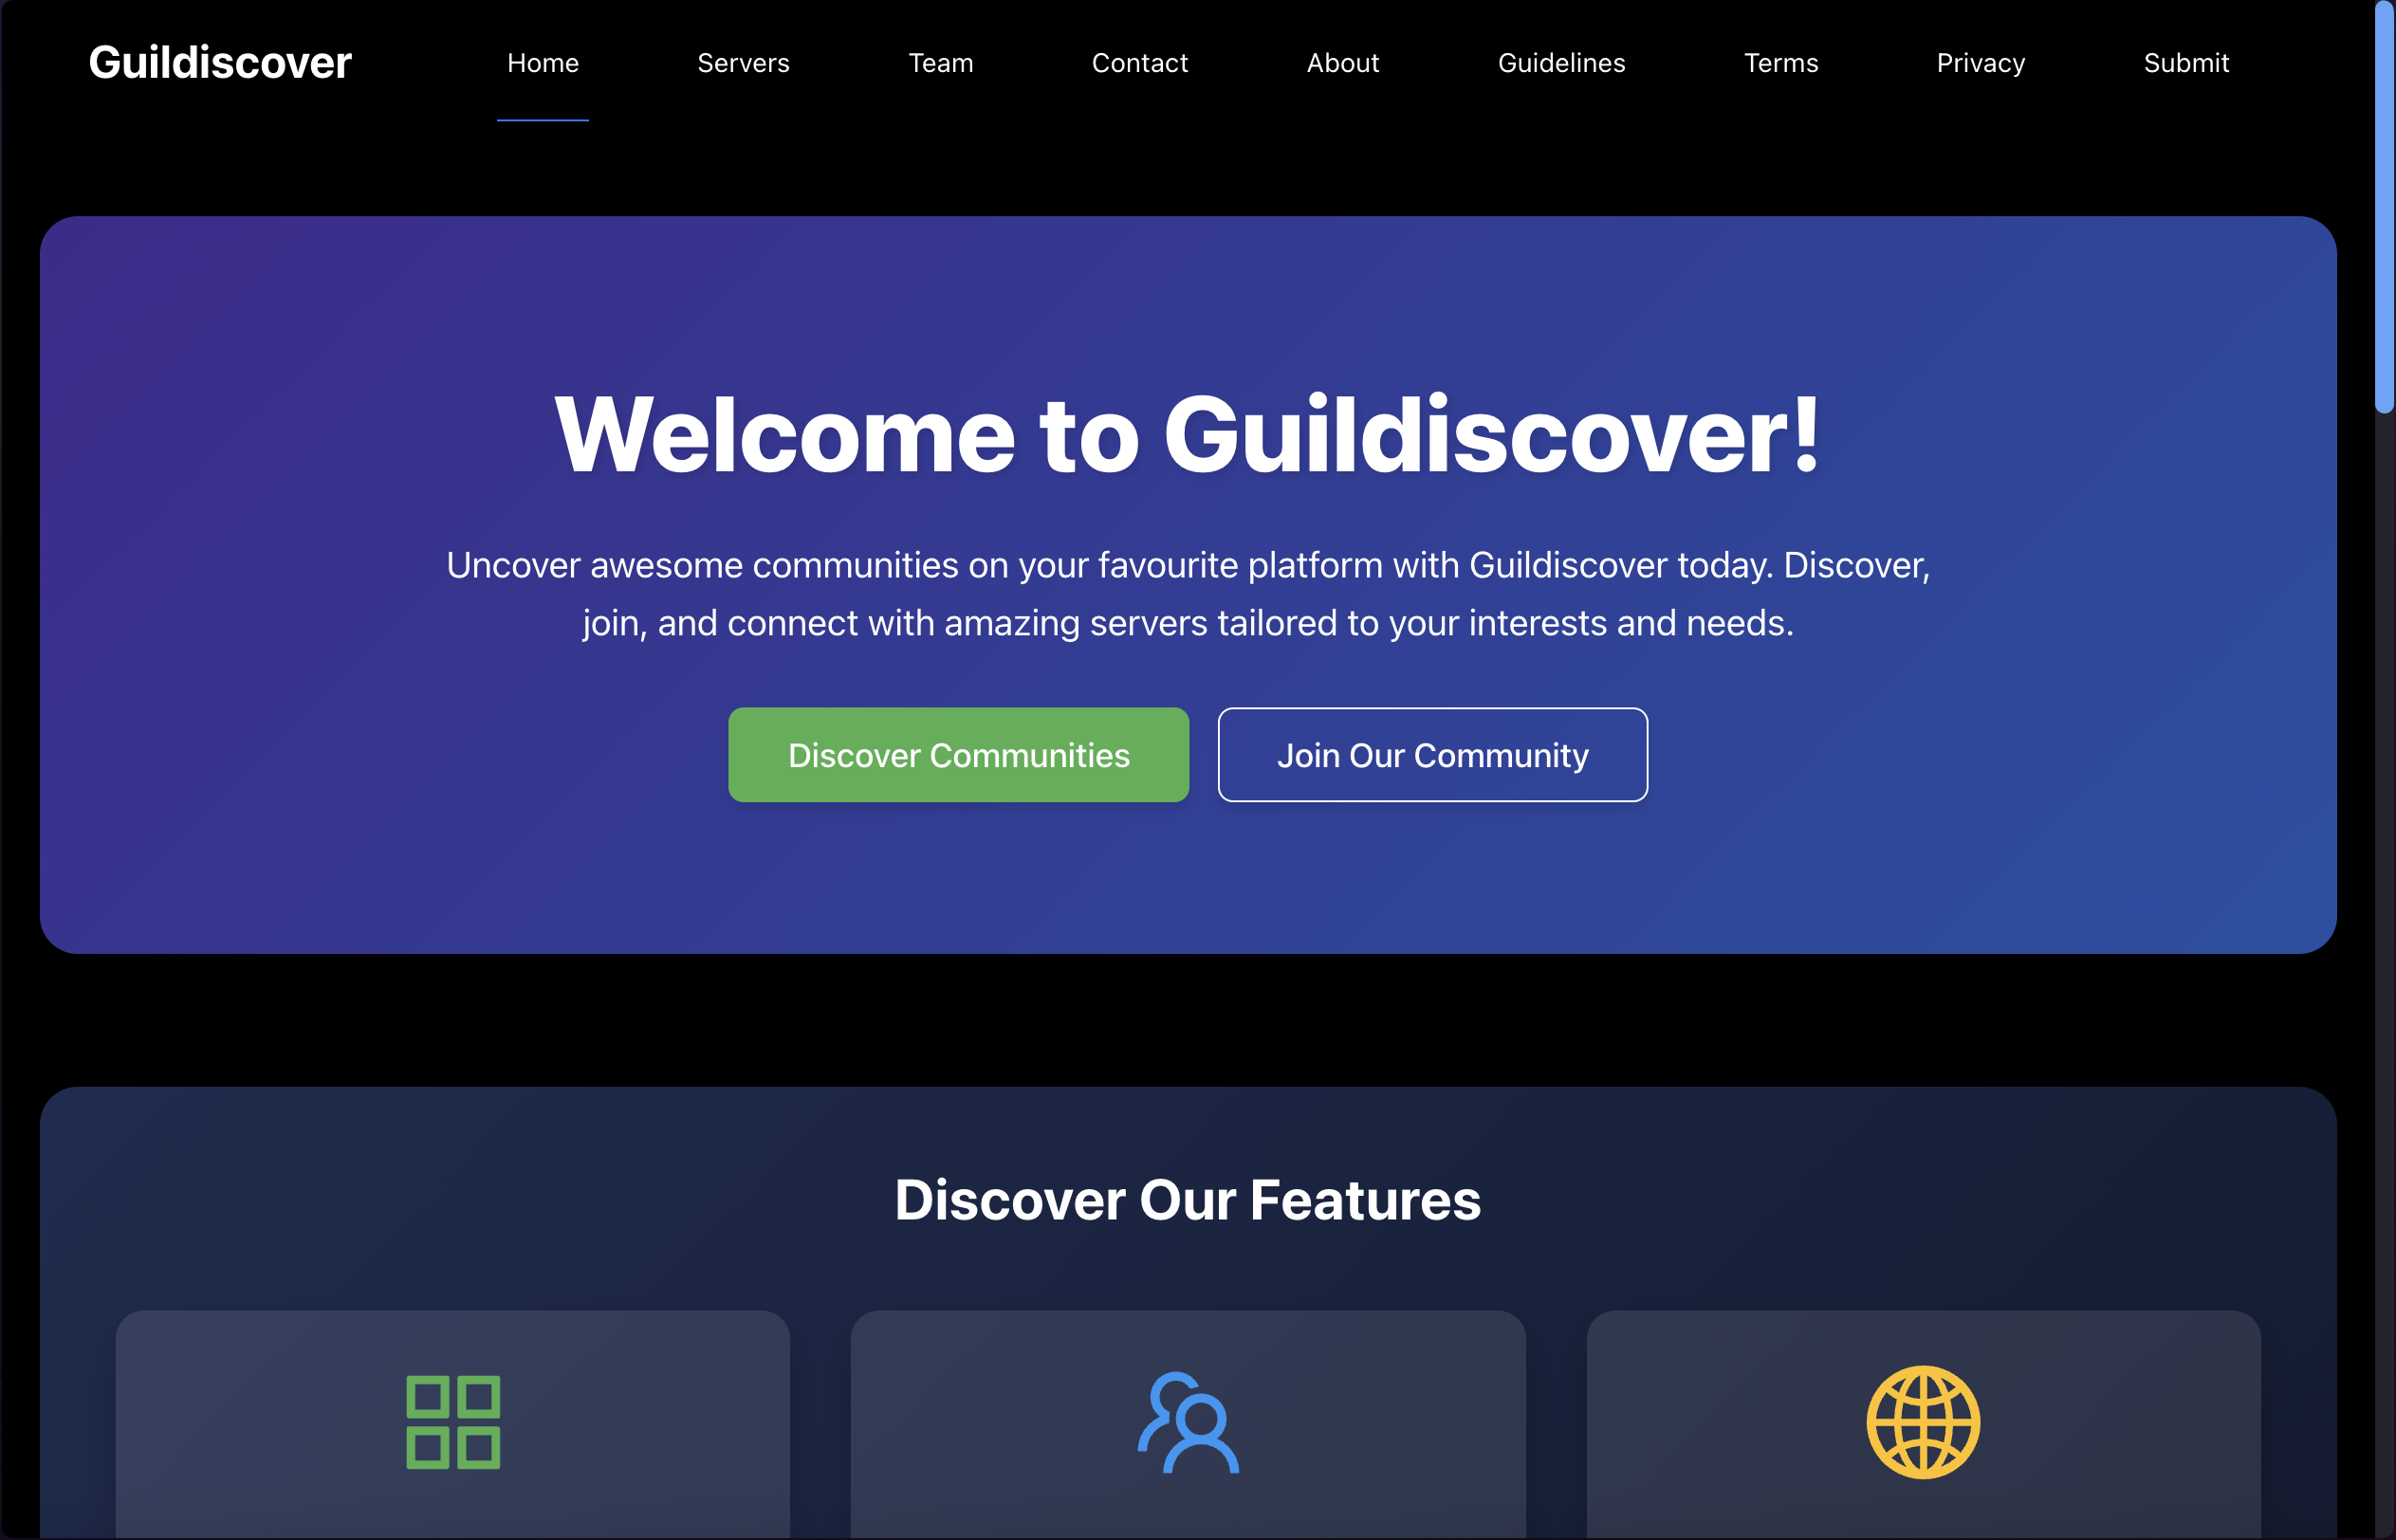 Guildiscover
Home
Servers
Team
Contact
About
Guidelines
Terms
Privacy
Submit
Welcome to Guildiscover!
Uncover awesome communities on your favourite platform with Guildiscover today. Discover,
join, and connect with amazing servers tailored to your interests and needs.
Discover Communities
Join Our Community
Discover Our Features